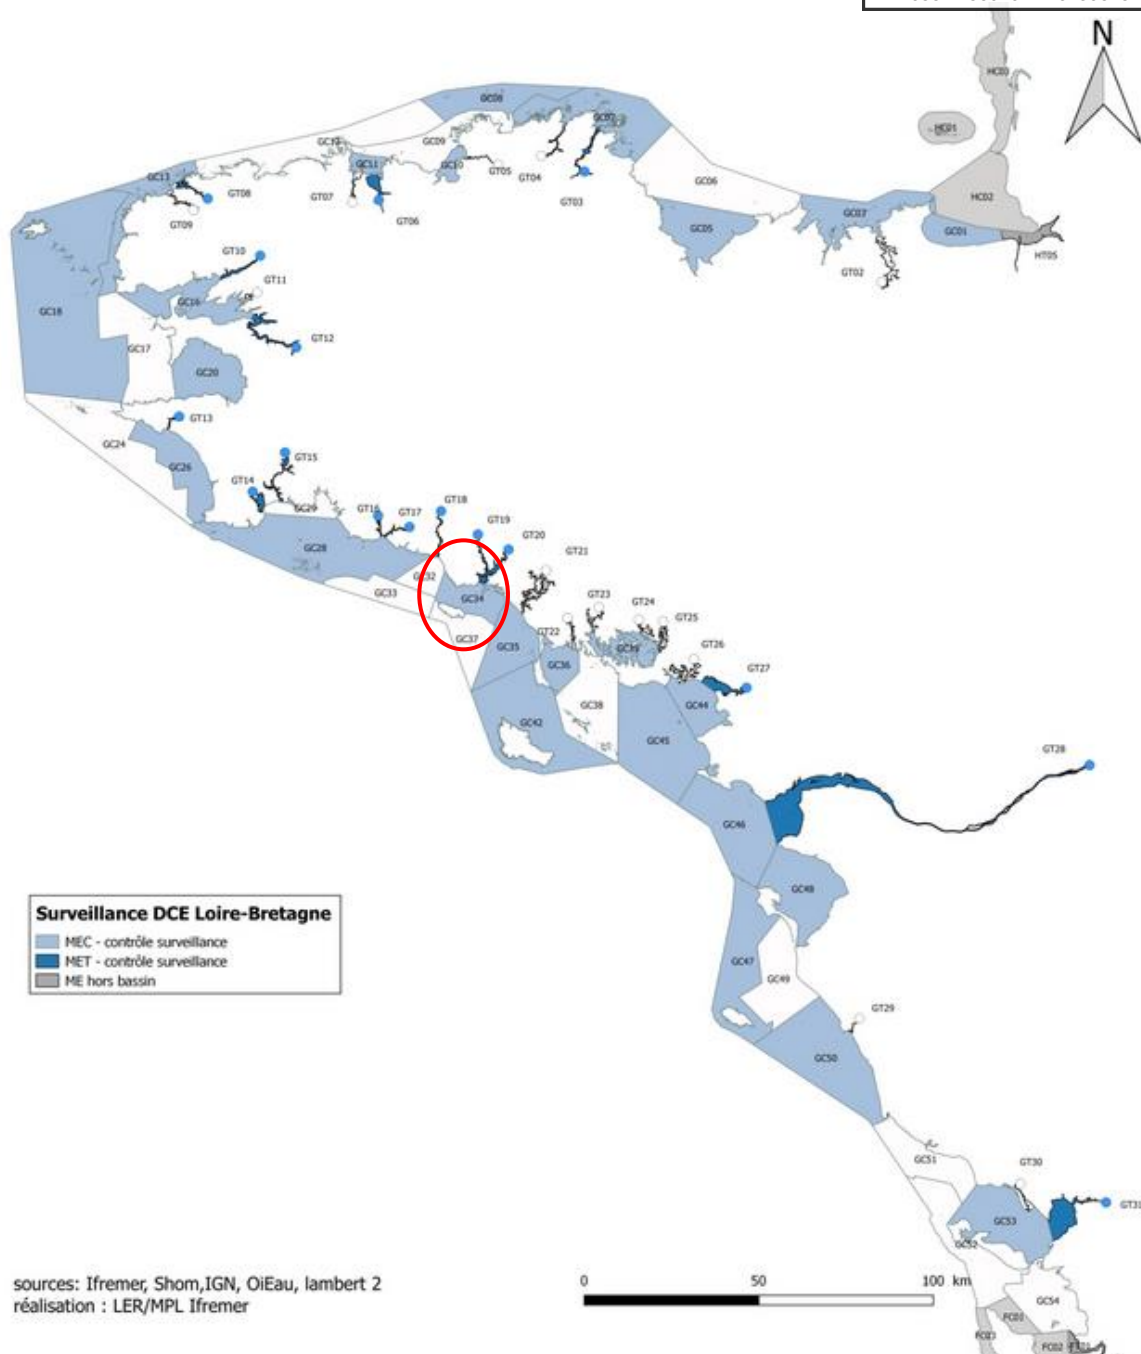 N
HC03
HC01
GC08
GC07
GC09
GC10
GC11
GT05
GT04
GT03
GC06
HC02
GC13
GT08
GT09
GT07
GT06
GC05
GC03
GC01
HT05
GT02
GT10
GT11
GC16
GC18
GC17
GT12
GC20
GT13
GC24
GC26
GT15
GT14
GC29
GT16
GT17
GT18
GT19
GT20
GT21
GC28
GC32
GC33
GC34
GC37
GC35
GT22
GT23
GT24
GT25
GT26
GC39
GC36
GT27
GC38
GC44
GC42
GC45
GT28
GC46
GC48
Surveillance DCE Loire-Bretagne
MEC - contrôle surveillance
MET - contrôle surveillance
ME hors bassin
GC47
GC49
GT29
GC50
GC51
GT30
GT31
GC53
GC52
GC54
FC01
FC03
FC02
sources: Ifremer, Shom,IGN, OiEau, lambert 2
réalisation : LER/MPL Ifremer
0 50 100 km